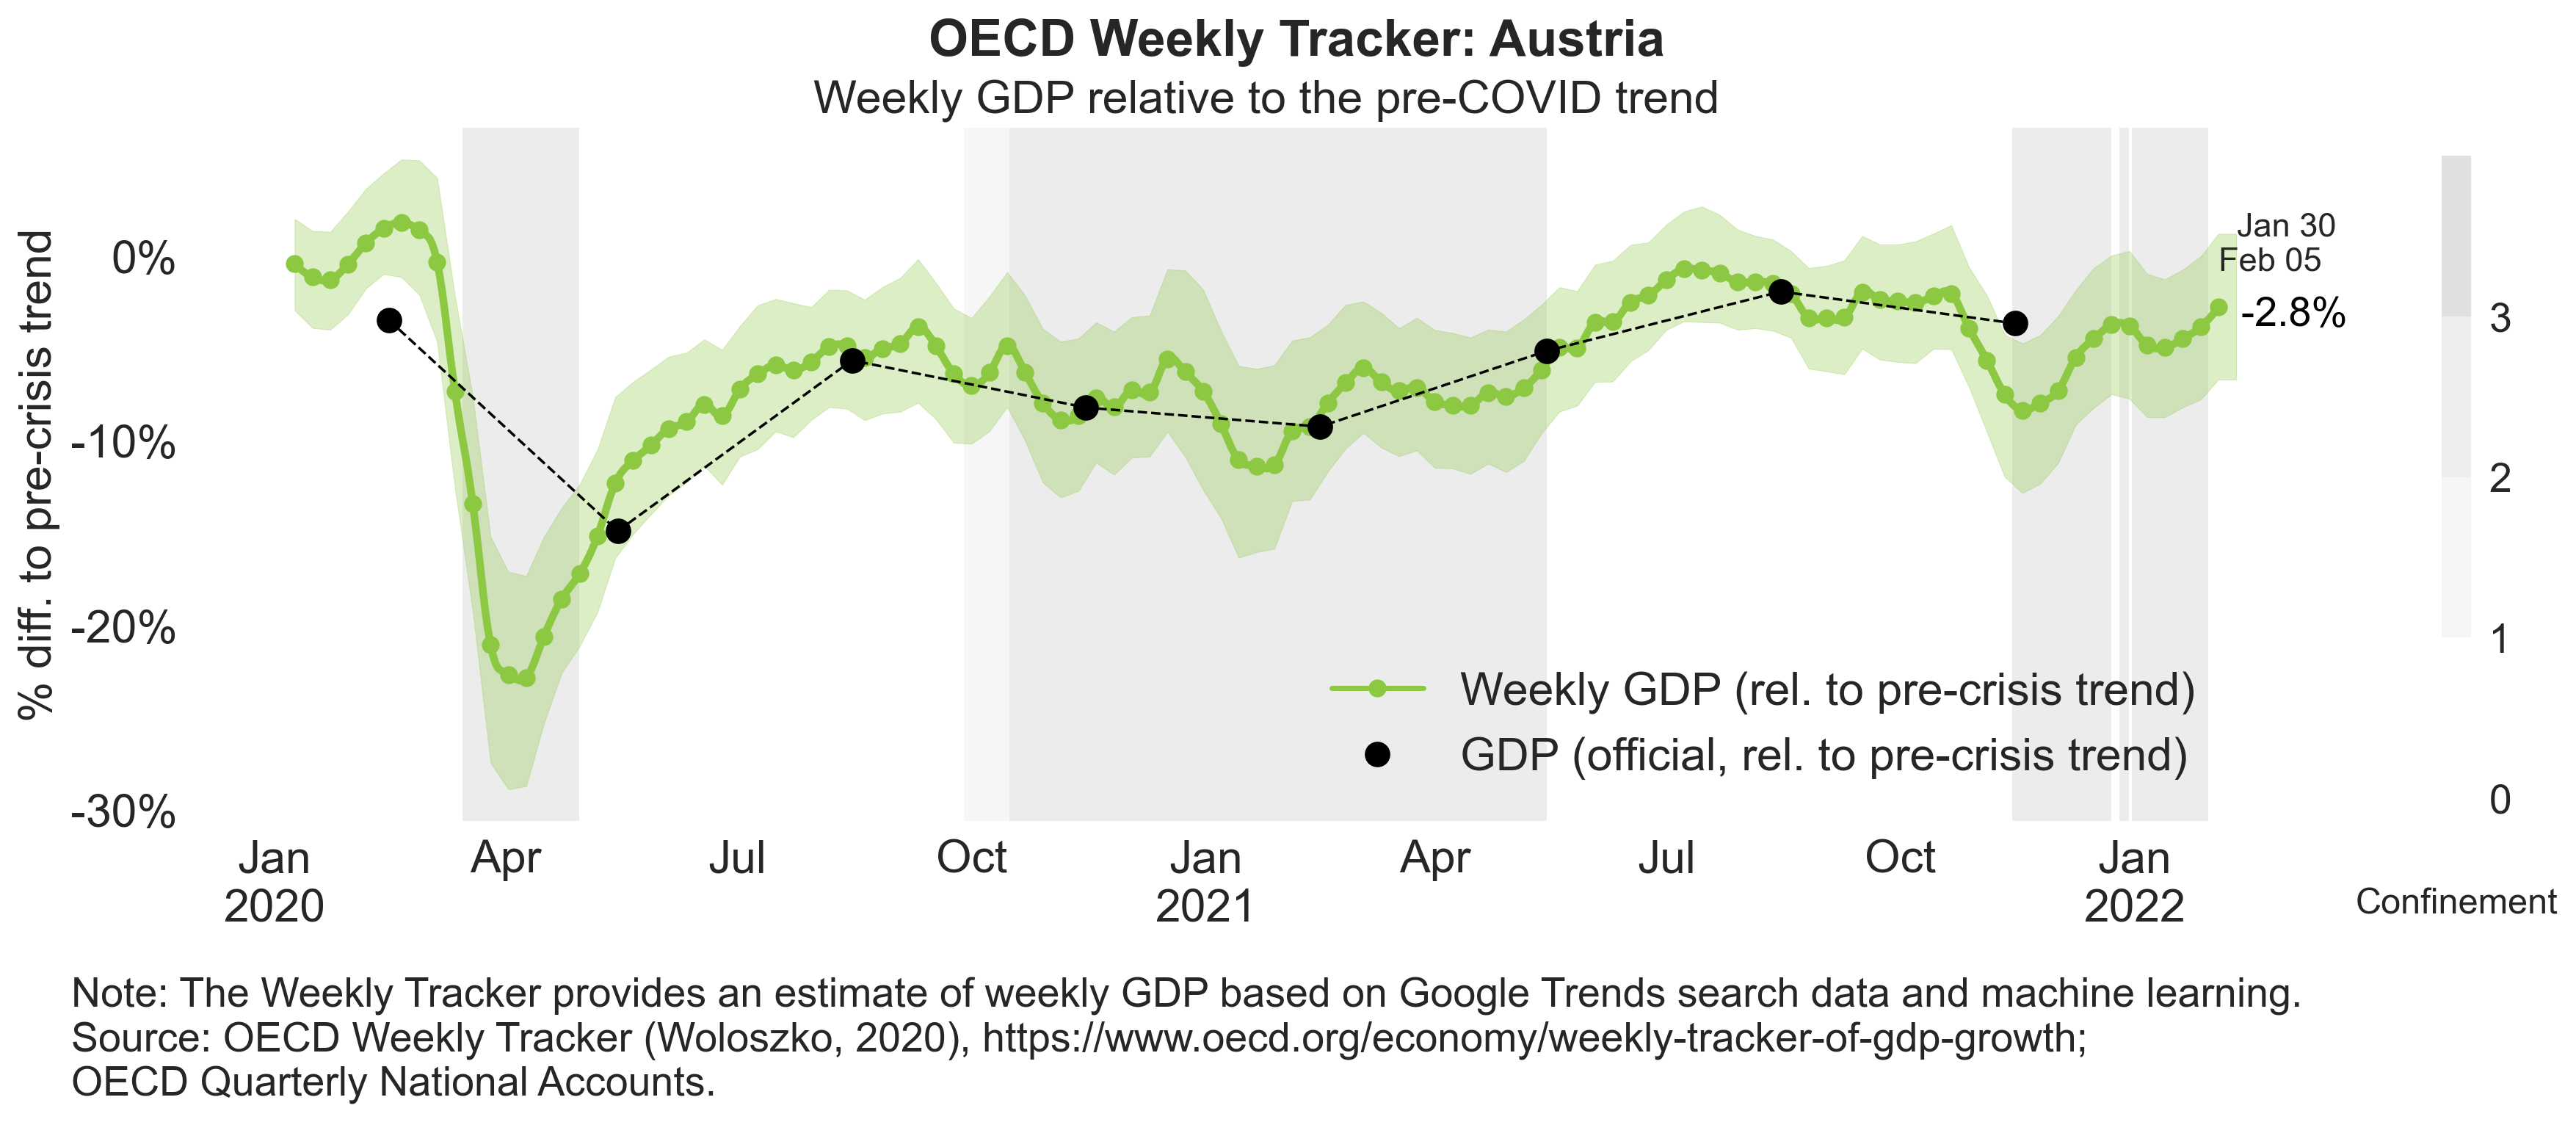 OECD Weekly Tracker: Austria
Weekly GDP relative to the pre-COVID trend
% diff. to pre-crisis trend
0%
-10%
-20%
-30%
Jan 30
Feb 05
-2.8%
Weekly GDP (rel. to pre-crisis trend)
GDP (official, rel. to pre-crisis trend)
3
2
1
0
Jan
2020
Apr
Jul
Oct
Jan
2021
Apr
Jul
Oct
Jan
2022
Confinement
Note: The Weekly Tracker provides an estimate of weekly GDP based on Google Trends search data and machine learning.
Source: OECD Weekly Tracker (Woloszko, 2020), https://www.oecd.org/economy/weekly-tracker-of-gdp-growth;
OECD Quarterly National Accounts.